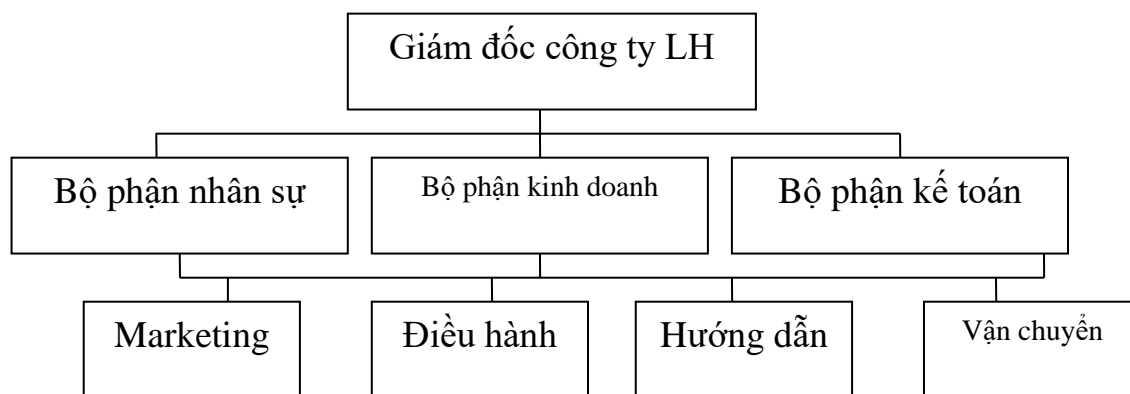 Giám đốc công ty LH
Bộ phận nhân sự
Bộ phận kinh doanh
Bộ phận kế toán
Marketing
Điều hành
Hướng dẫn
Vận chuyển